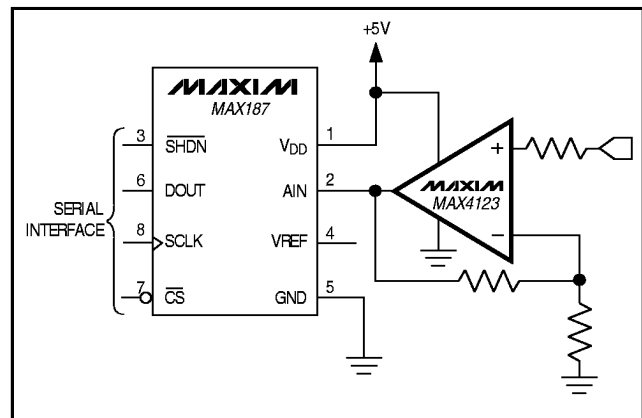 +5V
MAXIM
MAX187
3 SHDN
VDD 1
6 DOUT
AIN 2
SERIAL
INTERFACE
8 SCLK
VREF 4
7 CS
GND 5
+
MAXIM
MAX4123
−